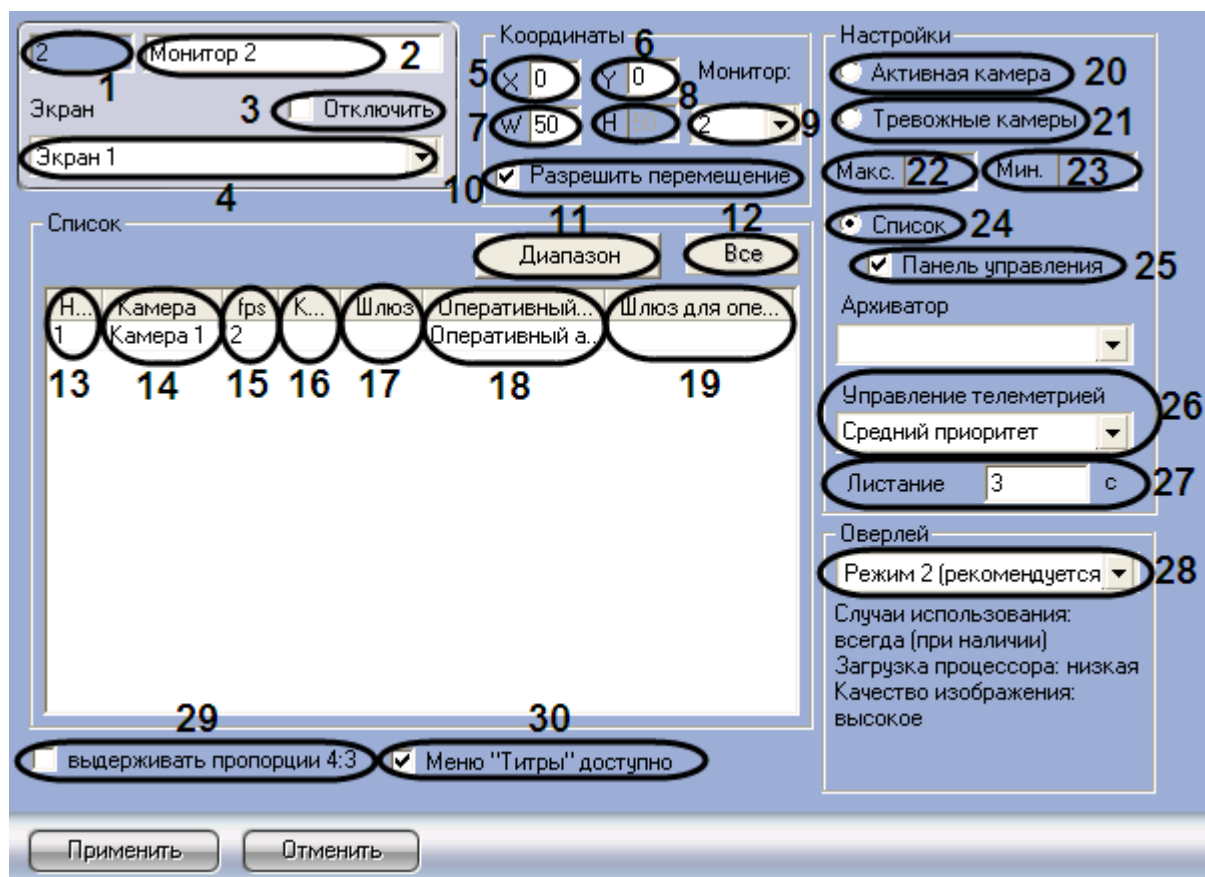 2 Монитор 2 2
1
Экран 3 Отключить
Экран 1
4
Координаты
6
5 X 0 Y 0 Монитор:
8
7 W 50 H 50 2 9
10 Разрешить перемещение
Список
11 12
Диапазон Все
Н... Камера fps К... Шлюз Оперативный... Шлюз для опе...
1 Камера 1 2 Оперативный а..
13 14 15 16 17 18 19
29 30
выдерживать пропорции 4:3 Меню "Титры" доступно
Настройки
Активная камера 20
Тревожные камеры 21
Макс. 22 Мин. 23
Список 24
Панель управления 25
Архиватор
Управление телеметрией
26
Средний приоритет
Листание 3 с 27
Оверлей
Режим 2 (рекомендуется 28
Случаи использования:
всегда (при наличии)
Загрузка процессора: низкая
Качество изображения:
высокое
Применить Отменить